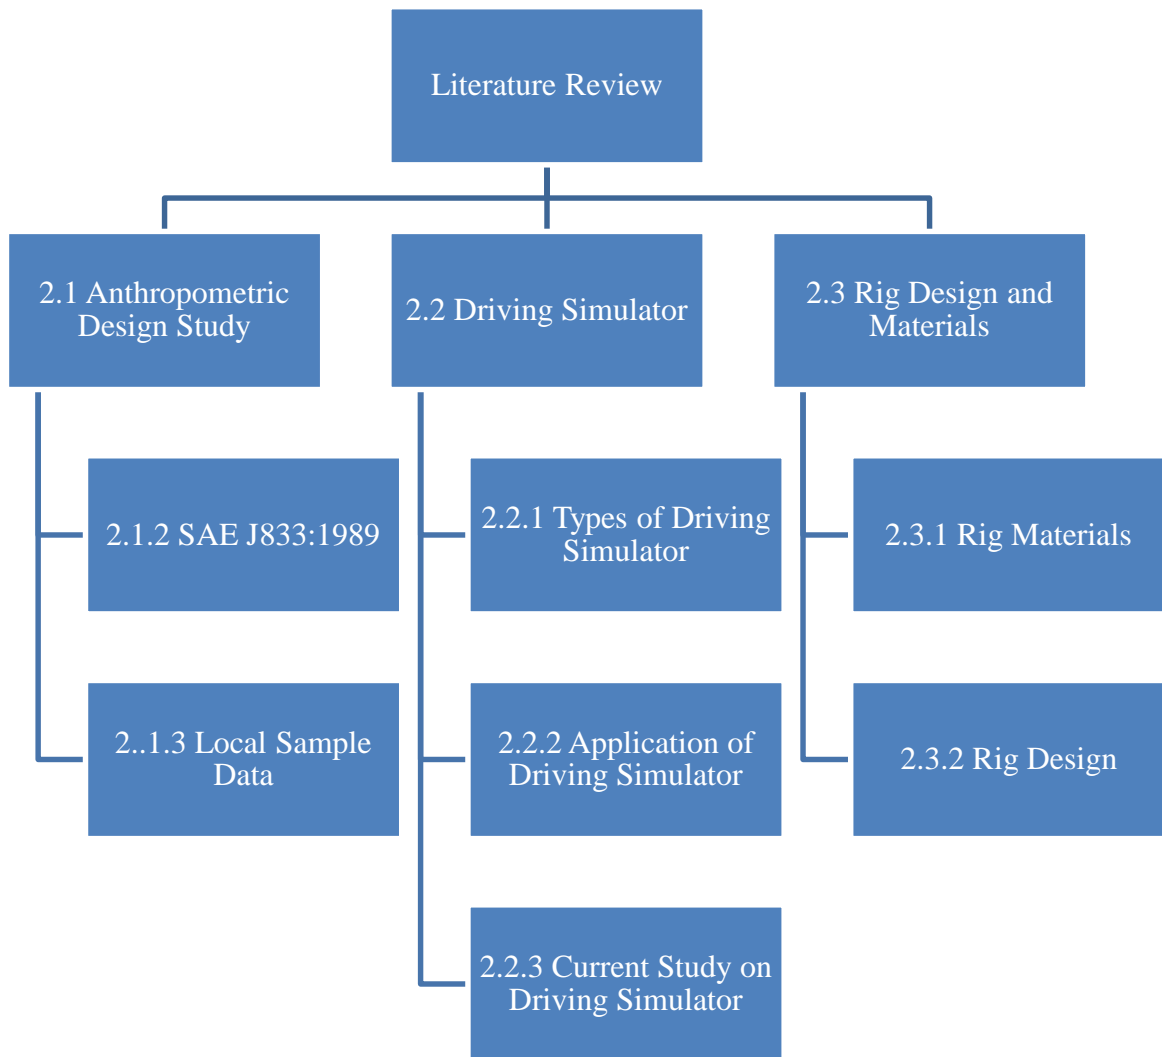 Literature Review
2.1 Anthropometric
Design Study
2.1.2 SAE J833:1989
2..1.3 Local Sample
Data
2.2 Driving Simulator
2.2.1 Types of Driving
Simulator
2.2.2 Application of
Driving Simulator
2.2.3 Current Study on
Driving Simulator
2.3 Rig Design and
Materials
2.3.1 Rig Materials
2.3.2 Rig Design